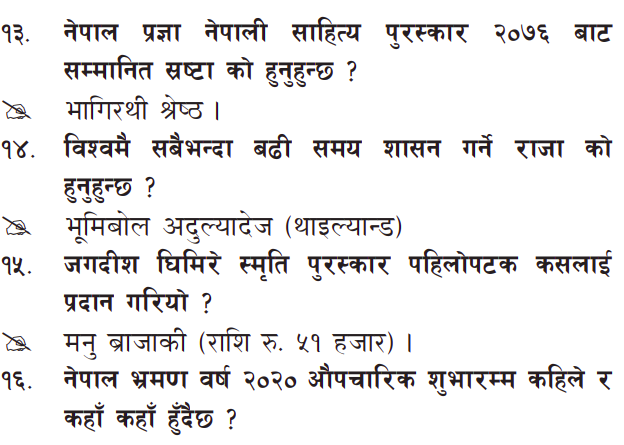 १३. नेपाल प्रज्ञा नेपाली साहित्य पुरस्कार २०७६ बाट
सम्मानित स्रष्टा को हुनुहुन्छ ?
भागिरथी श्रेष्ठ ।
१४. विश्वमै सबैभन्दा बढी समय शासन गर्ने राजा को
हुनुहुन्छ ?
भूमिबोल अदुल्यादेज (थाइल्यान्ड)
१५. जगदीश घिमिरे स्मृति पुरस्कार पहिलोपटक कसलाई
प्रदान गरियो ?
मनु ब्राजाकी (राशि रु. ५१ हजार) ।
१६. नेपाल भ्रमण वर्ष २०२० औपचारिक शुभारम्म कहिले र
कहाँ कहाँ हुँदैछ ?